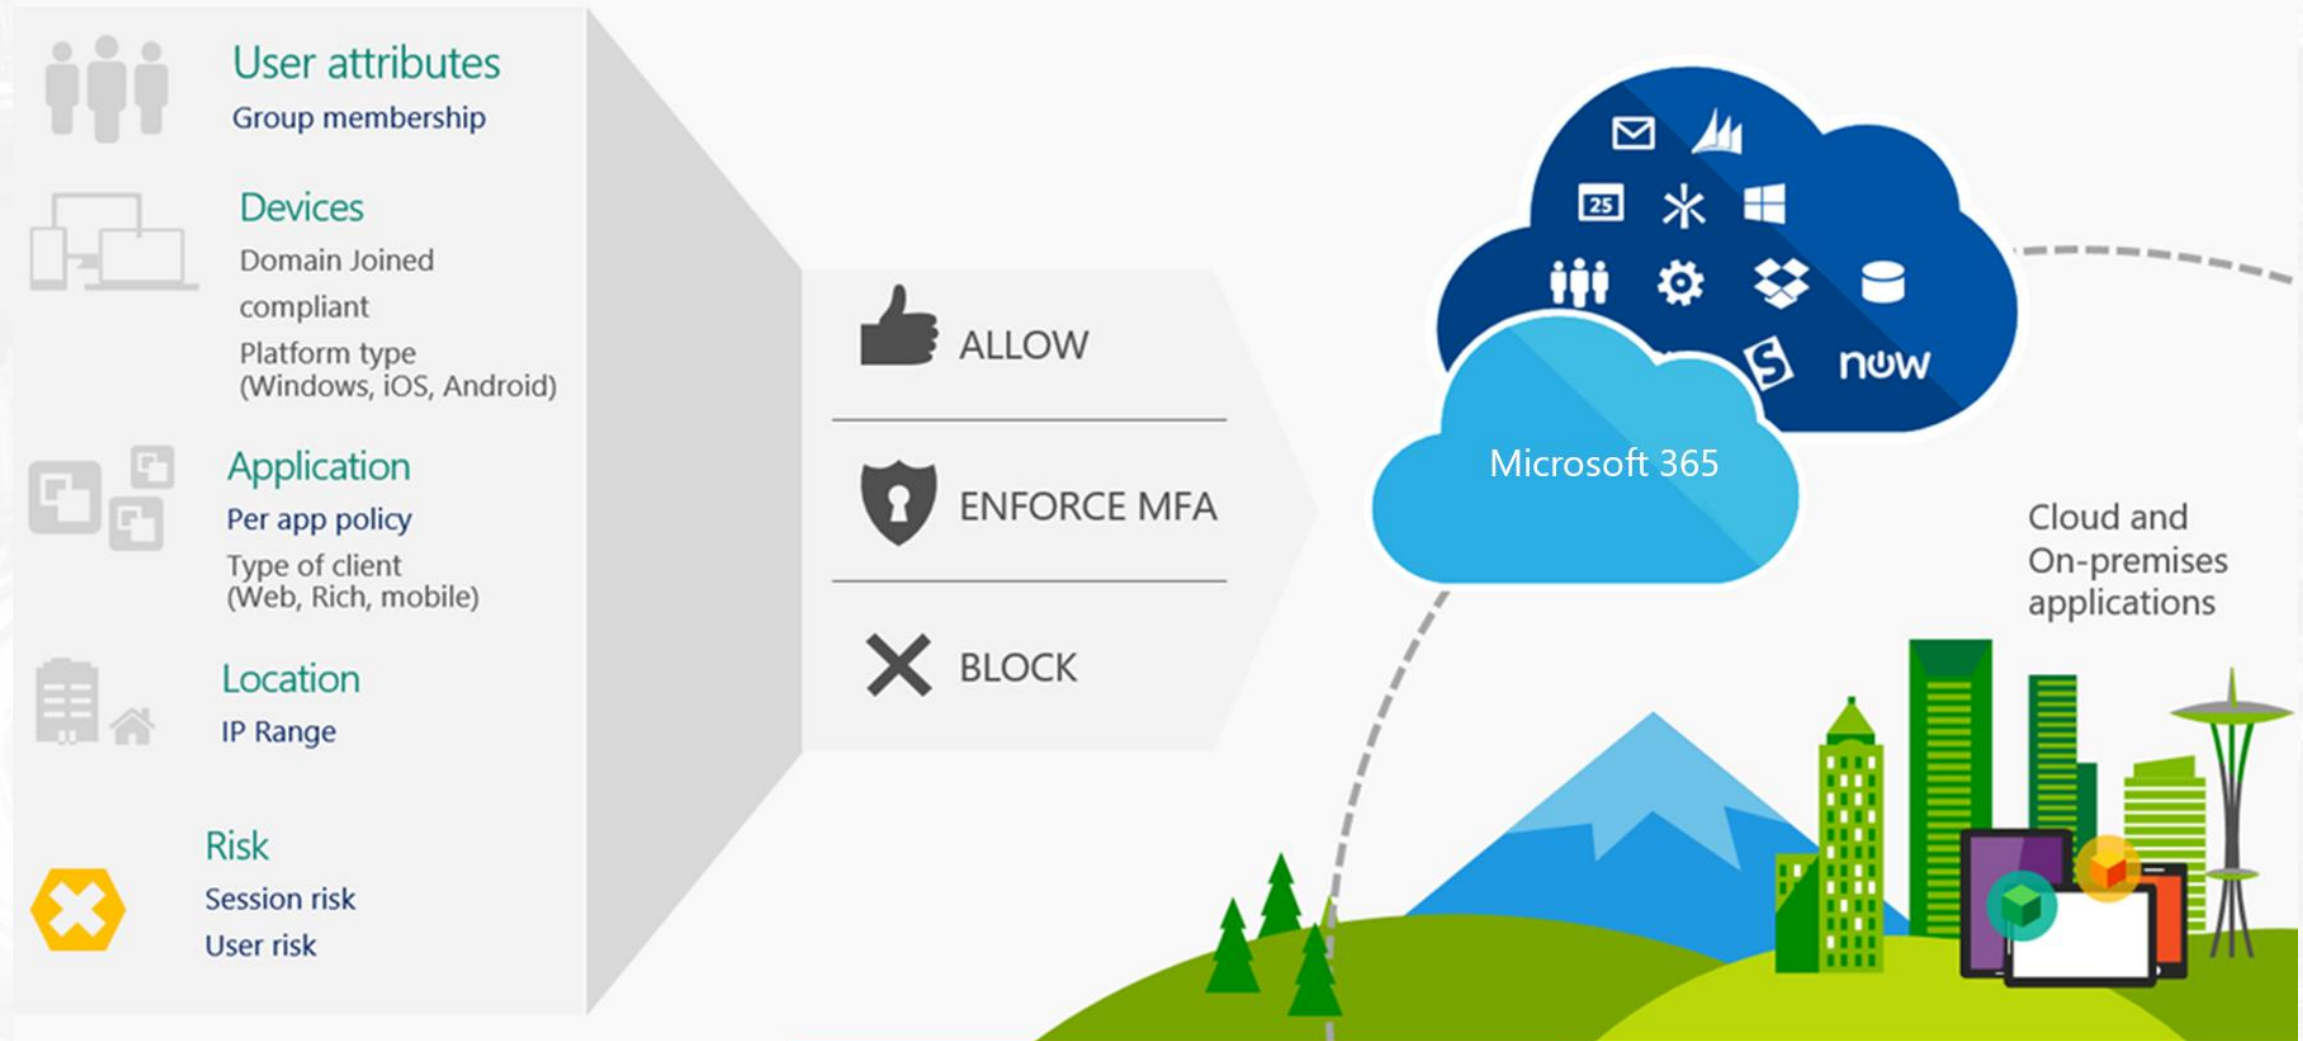 User attributes
Group membership
Devices
Domain Joined
compliant
Platform type
(Windows, iOS, Android)
Application
Per app policy
Type of client
(Web, Rich, mobile)
Location
IP Range
Risk
Session risk
User risk
ALLOW
ENFORCE MFA
BLOCK
25
S
now
Microsoft 365
Cloud and
On-premises
applications